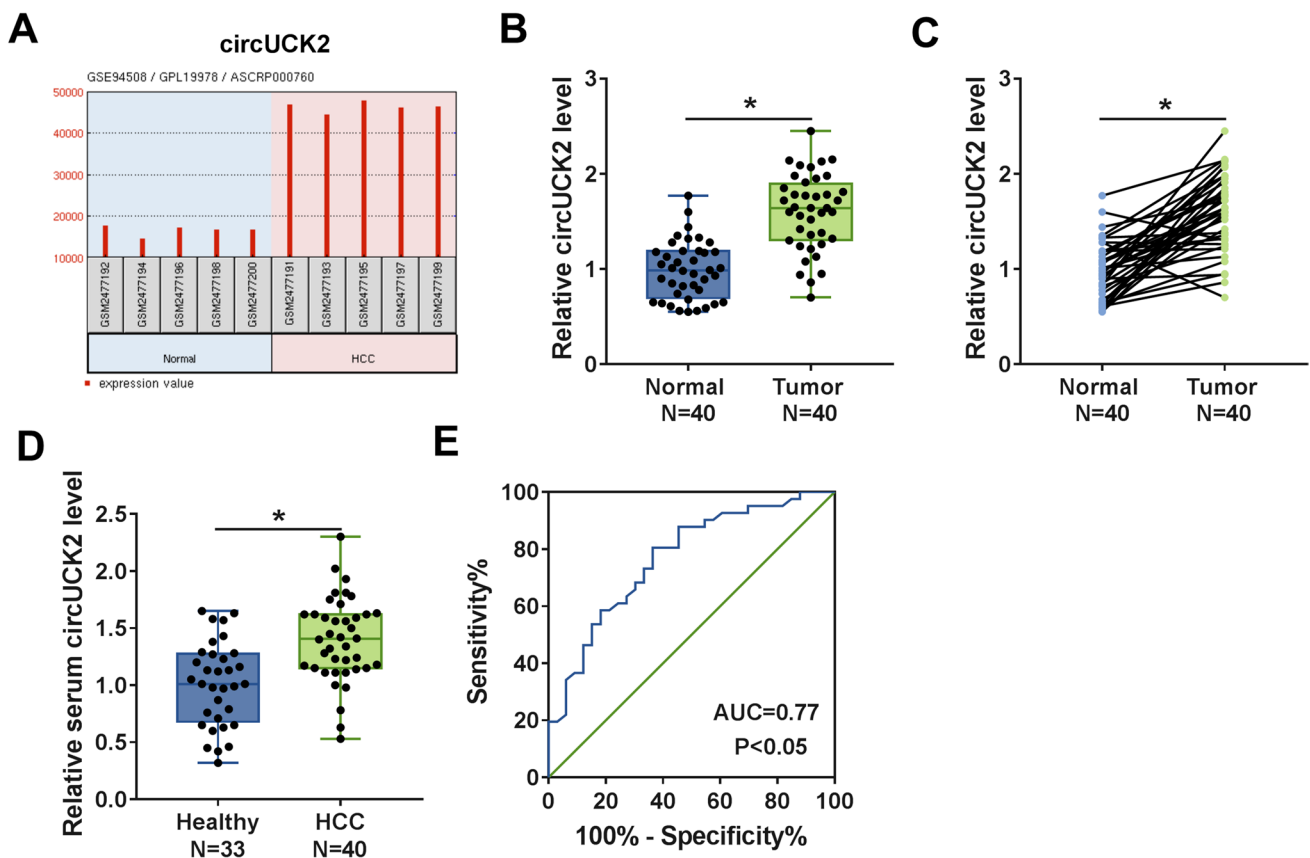 A
circUCK2
GSE94508 / GPL19978 / ASCRP000760
50000
40000
30000
20000
10000
GSM2477192
GSM2477194
GSM2477196
GSM2477198
GSM2477200
GSM2477191
GSM2477193
GSM2477195
GSM2477197
GSM2477199
Normal
HCC
expression value
B
Relative circUCK2 level
3
2
1
0
*
Normal
N=40
Tumor
N=40
C
Relative circUCK2 level
3
2
1
0
*
Normal
N=40
Tumor
N=40
D
Relative serum circUCK2 level
2.5
2.0
1.5
1.0
0.5
0.0
*
Healthy
N=33
HCC
N=40
E
Sensitivity%
100
80
60
40
20
0
AUC=0.77
P<0.05
0 20 40 60 80 100
100% - Specificity%